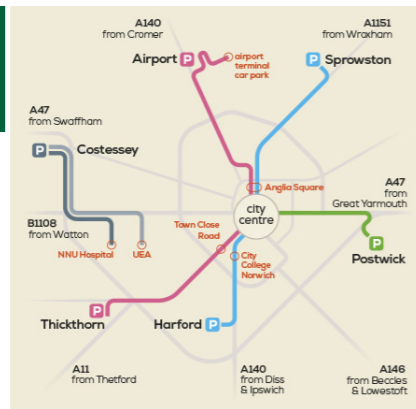 A140
from Cromer
A1151
from Wraxham
P
Airport
airport
terminal
car park
P
Sprowston
A47
from Swaffham
P
Costessey
Anglia Square
A47
from
Great Yarmouth
city
centre
B1108
from Watton
Town Close
Road
NNU Hospital
UEA
City
College
Norwich
P
Postwick
P
Thickthorn
Harford
P
A11
from Thetford
A140
from Diss
& Ipswich
A146
from Beccles
& Lowestoft